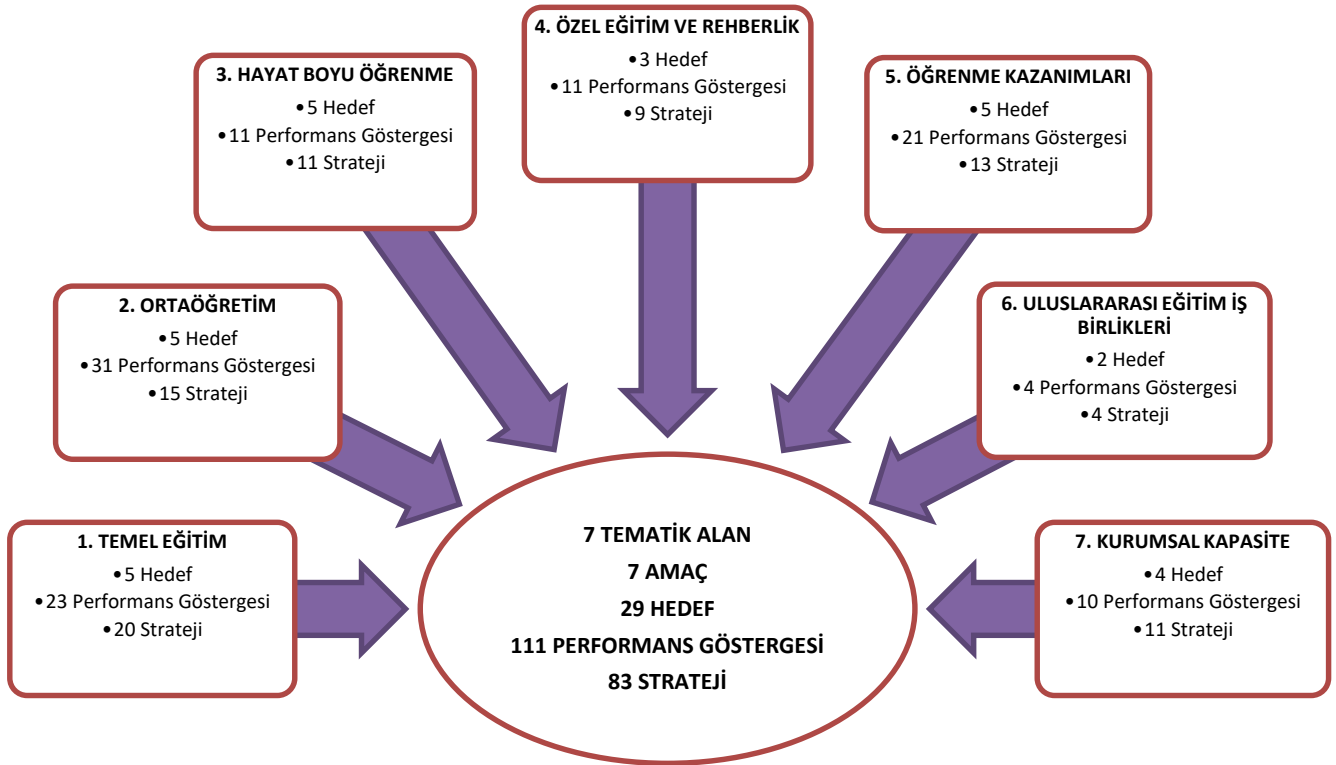 1. TEMEL EĞİTİM
•5 Hedef
•23 Performans Göstergesi
•20 Strateji
2. ORTAÖĞRETİM
•5 Hedef
•31 Performans Göstergesi
•15 Strateji
3. HAYAT BOYU ÖĞRENME
•5 Hedef
•11 Performans Göstergesi
•11 Strateji
4. ÖZEL EĞİTİM VE REHBERLİK
•3 Hedef
•11 Performans Göstergesi
•9 Strateji
5. ÖĞRENME KAZANIMLARI
•5 Hedef
•21 Performans Göstergesi
•13 Strateji
6. ULUSLARARASI EĞİTİM İŞ
BİRLİKLERİ
•2 Hedef
•4 Performans Göstergesi
•4 Strateji
7. KURUMSAL KAPASİTE
•4 Hedef
•10 Performans Göstergesi
•11 Strateji
7 TEMATİK ALAN
7 AMAÇ
29 HEDEF
111 PERFORMANS GÖSTERGESİ
83 STRATEJİ